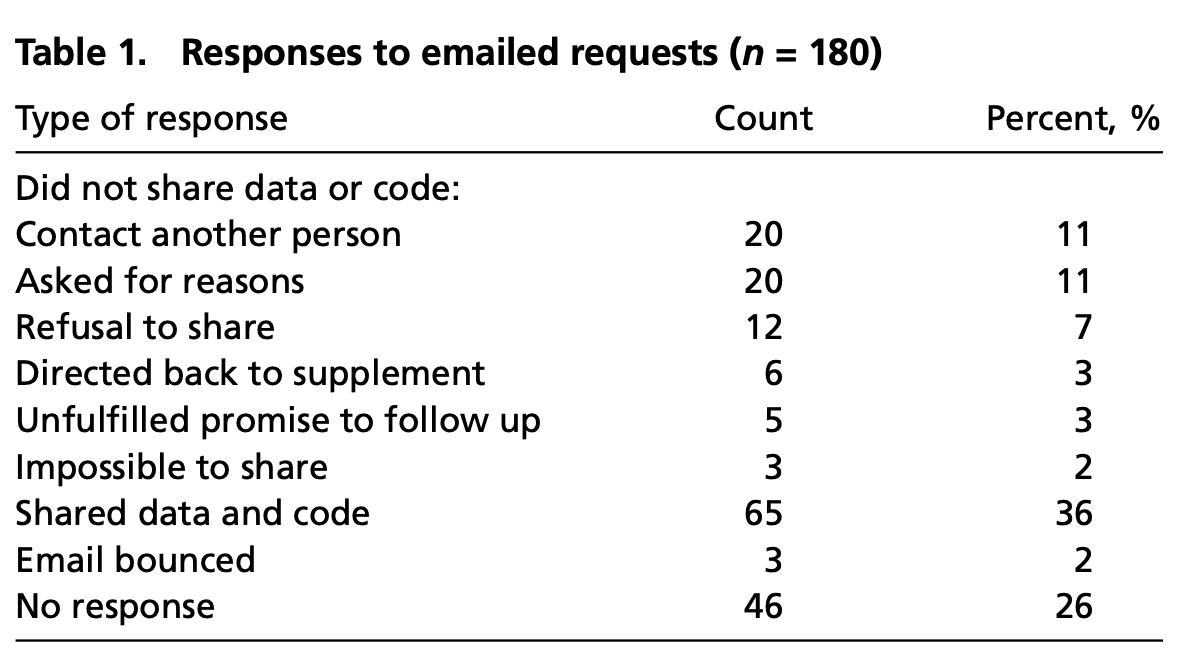 Table 1. Responses to emailed requests (n = 180)
Type of response Count Percent, %
Did not share data or code:
Contact another person 20 11
Asked for reasons 20 11
Refusal to share 12 7
Directed back to supplement 6 3
Unfulfilled promise to follow up 5 3
Impossible to share 3 2
Shared data and code 65 36
Email bounced 3 2
No response 46 26